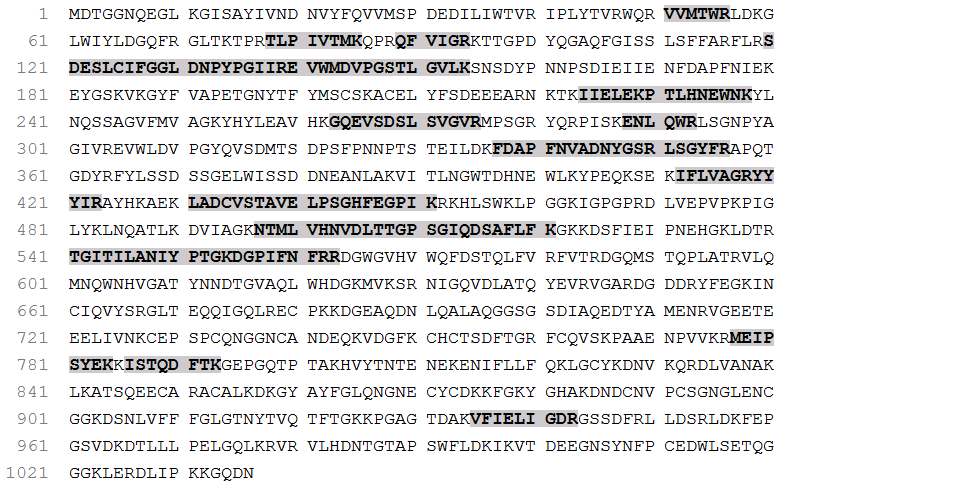 1 MDTGGNQEGL KGISAYIVND NVYFQVVMSP DEDILIWTVR IPLYTVRWQR VVMTWRLDKG
61 LWIYLDGQFR GLTKTPRTLP IVTMKQPRQF VIGRKTTGPD YQGAQFGISS LSFFARFLRS
121 DESLCIFGGL DNPYPGIIRE VWMDVPGSTL GVLKSNSDYP NNPSDIEIIE NFDAPFNIEK
181 EYGSKVKGYF VAPETGNYTF YMSCSKACEL YFSDEEEARN KTKIIELEKP TLHNEWNKYL
241 NQSSAGVFMV AGKYHYLEAV HKGQEVSDSL SVGVRMPSGR YQRPISKENL QWRLSGNPYA
301 GIVREVWLDV PGYQVSDMTS DPSFPNNPTS TEILDKFDAP FNVADNYGSR LSGYFRAPQT
361 GDYRFYLSSD SSGELWISSD DNEANLAKVI TLNGWTDHNE WLKYPEQKSE KIFLVAGRYY
421 YIRAYHKAEK LADCVSTAVE LPSGHFEGPI KRKHLSWKLP GGKIGPGPRD LVEPVPKPIG
481 LYKLNQATLK DVIAGKNTML VHNVDLTTGP SGIQDSAFLF KGKKDSFIEI PNEHGKLDTR
541 TGITILANIY PTGKDGPIFN FRRDGWGVHV WQFDSTQLFV RFVTRDGQMS TQPLATRVLQ
601 MNQWNHVGAT YNNDTGVAQL WHDGKMVKSR NIGQVDLATQ YEVRVGARDG DDRYFEGKIN
661 CIQVYSRGLT EQQIGQLREC PKKDGEAQDN LQALAQGGSG SDIAQEDTYA MENRVGEETE
721 EELIVNKCEP SPCQNGGNCA NDEQKVDGFK CHCTSDFTGR FCQVSKPAAE NPVVKRMEIP
781 SYEKKISTQD FTKGEPGQTP TAKHVYTNTE NEKENIFLLF QKLGCYKDNV KQRDLVANAK
841 LKATSQEECA RACALKDKGY AYFGLQNGNE CYCDKKFGKY GHAKDNDCNV PCSGNGLENC
901 GGKDSNLVFF FGLGTNYTVQ TFTGKKPGAG TDAKVFIELI GDRGSSDFRL LDSRLDKFEP
961 GSVDKDTLLL PELGQLKRVR VLHDNTGTAP SWFLDKIKVT DEEGNSYNFP CEDWLSETQG
1021 GGKLERDLIP KKGQDN